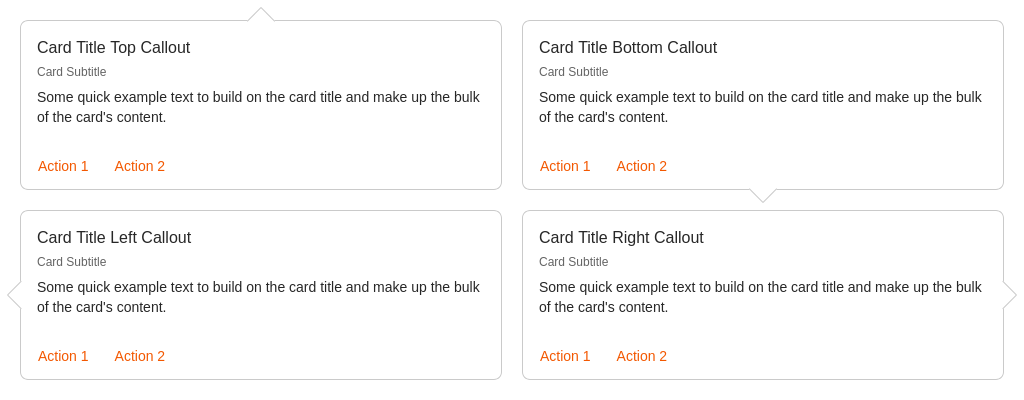 Card Title Top Callout
Card Subtitle
Some quick example text to build on the card title and make up the bulk
of the card's content.
Action 1 Action 2
Card Title Bottom Callout
Card Subtitle
Some quick example text to build on the card title and make up the bulk
of the card's content.
Action 1 Action 2
Card Title Left Callout
Card Subtitle
Some quick example text to build on the card title and make up the bulk
of the card's content.
Action 1 Action 2
Card Title Right Callout
Card Subtitle
Some quick example text to build on the card title and make up the bulk
of the card's content.
Action 1 Action 2